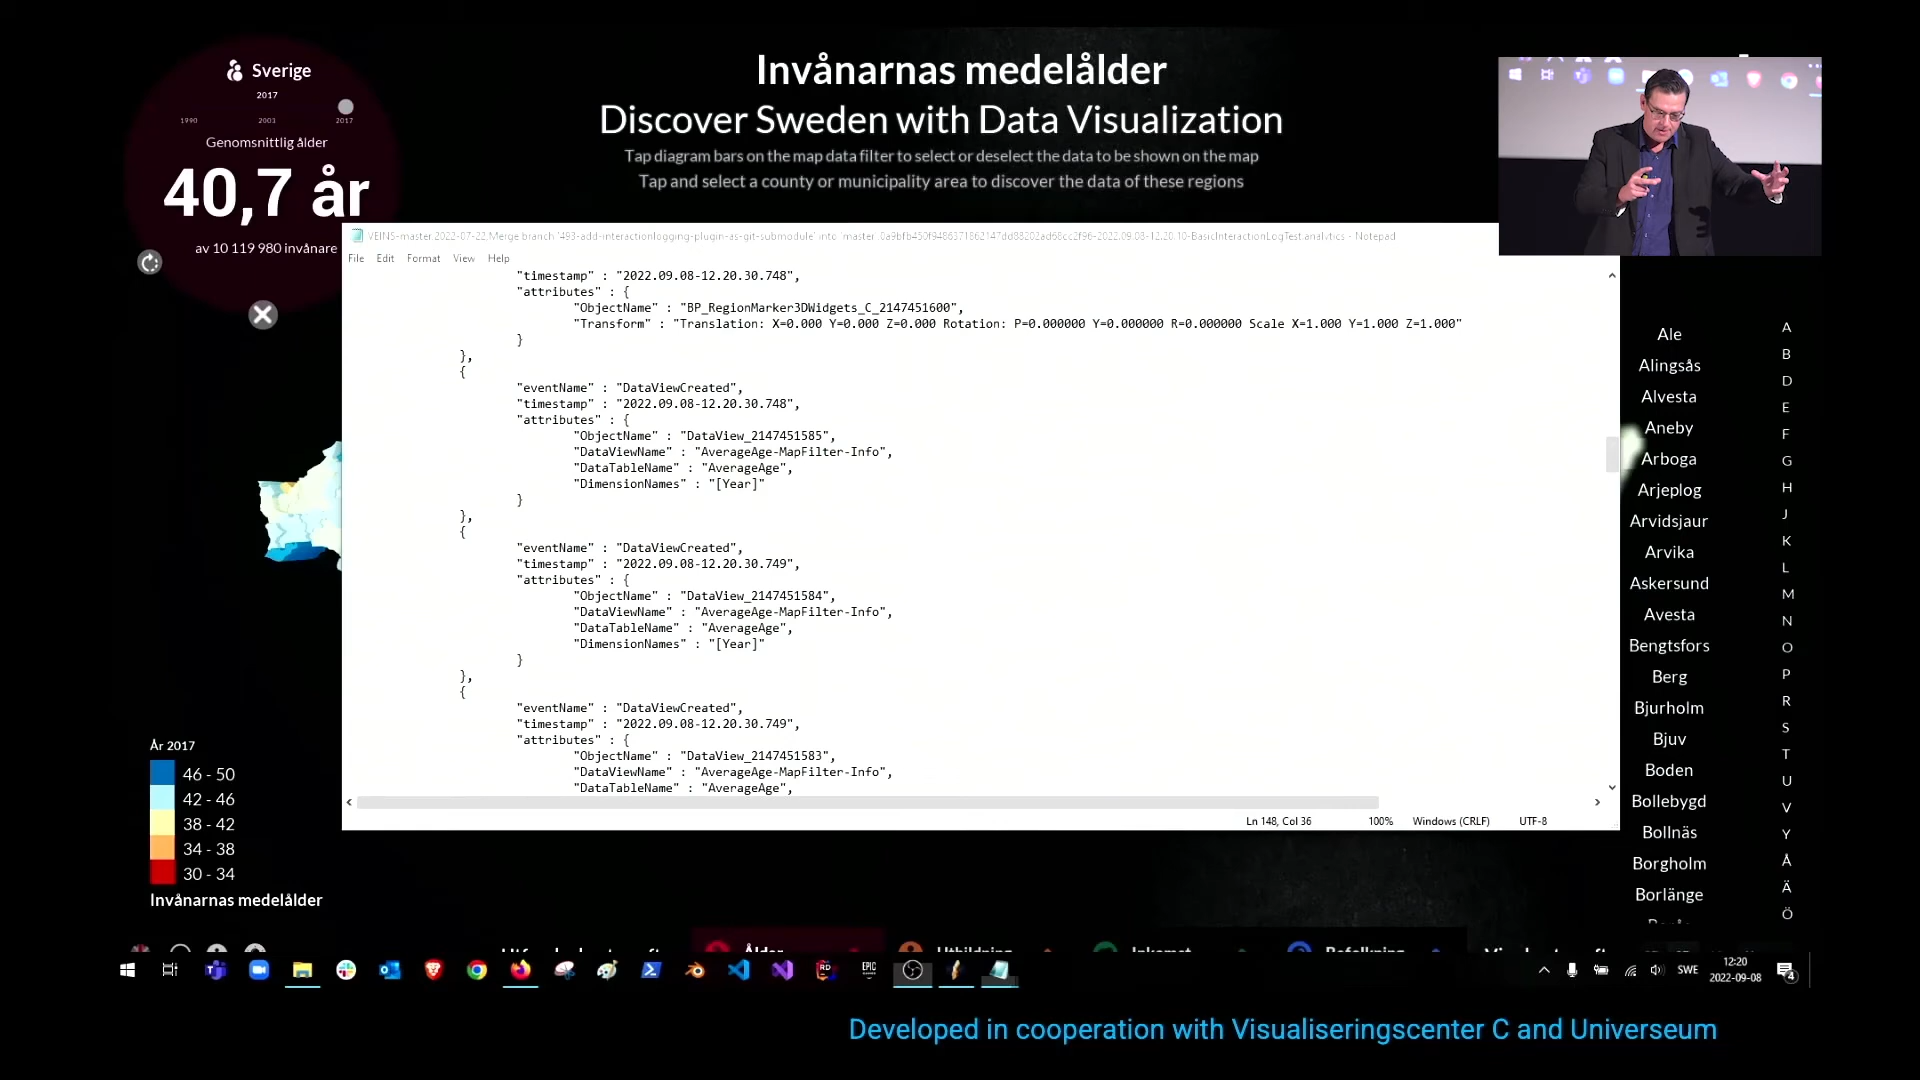 Sverige
2017
1990 2003 2017
Genomsnittlig ålder
40,7 år
av 10 119 980 invånare
Invånarnas medelålder
Discover Sweden with Data Visualization
Tap diagram bars on the map data filter to select or deselect the data to be shown on the map
Tap and select a county or municipality area to discover the data of these regions
File Edit Format View Help
"timestamp" : "2022.09.08-12.20.30.748",
"attributes" : {
"ObjectName" : "BP_RegionMarker3DWidgets_C_2147451600",
"Transform" : "Translation: X=0.000 Y=0.000 Z=0.000 Rotation: P=0.000000 Y=0.000000 R=0.000000 Scale X=1.000 Y=1.000 Z=1.000"
}
},
{
"eventName" : "DataViewCreated",
"timestamp" : "2022.09.08-12.20.30.748",
"attributes" : {
"ObjectName" : "DataView_2147451585",
"DataViewName" : "AverageAge-MapFilter-Info",
"DataTableName" : "AverageAge",
"DimensionNames" : "[Year]"
}
},
{
"eventName" : "DataViewCreated",
"timestamp" : "2022.09.08-12.20.30.749",
"attributes" : {
"ObjectName" : "DataView_2147451584",
"DataViewName" : "AverageAge-MapFilter-Info",
"DataTableName" : "AverageAge",
"DimensionNames" : "[Year]"
}
},
{
"eventName" : "DataViewCreated",
"timestamp" : "2022.09.08-12.20.30.749",
"attributes" : {
"ObjectName" : "DataView_2147451583",
"DataViewName" : "AverageAge-MapFilter-Info",
"DataTableName" : "AverageAge",
Ln 148, Col 36 100% Windows (CRLF) UTF-8
Ale
Alingsås
Alvesta
Aneby
Arboga
Arjeplog
Arvidsjaur
Arvika
Askersund
Avesta
Bengtsfors
Berg
Bjurholm
Bjuv
Boden
Bollebygd
Bollnäs
Borgholm
Borlänge
A
B
D
E
F
G
H
J
K
L
M
N
O
P
R
S
T
U
V
Y
Å
Ä
Ö
År 2017
46 - 50
42 - 46
38 - 42
34 - 38
30 - 34
Invånarnas medelålder
Ålder Utbildning Inkomst Befolkning
SWE
12:20
2022-09-08
4
Developed in cooperation with Visualiseringscenter C and Universeum